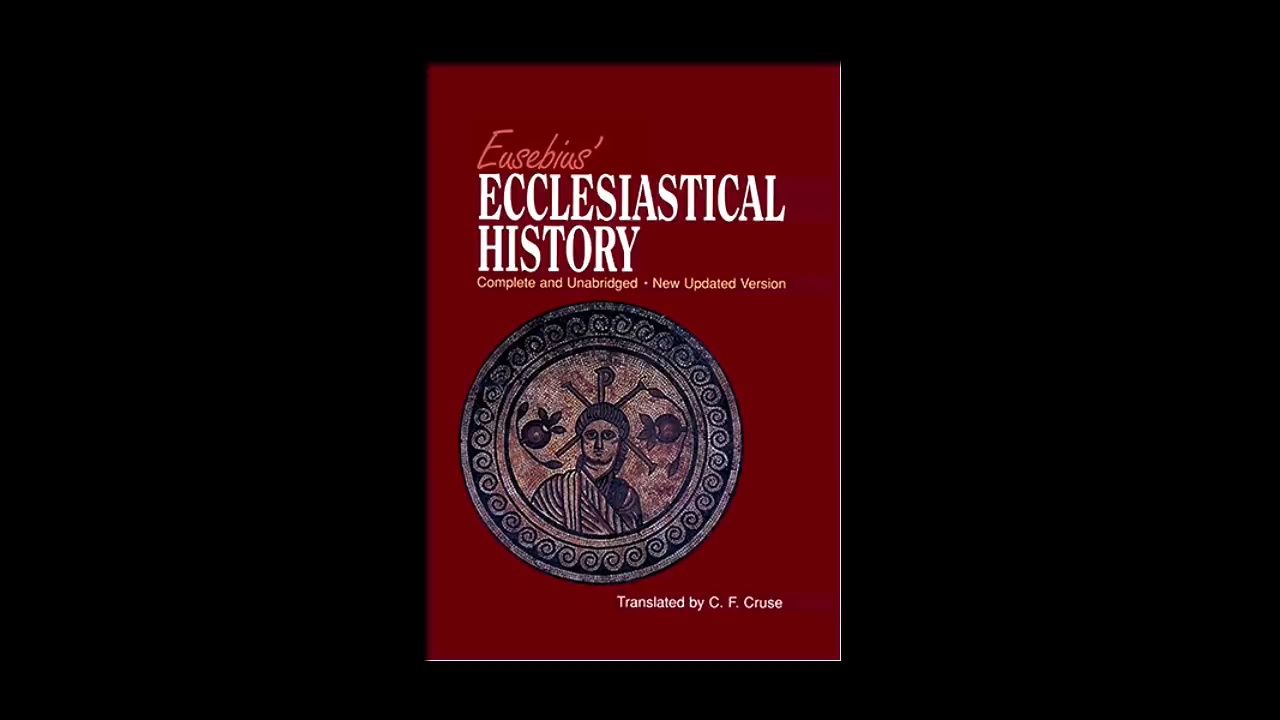 Eusebius'
ECCLESIASTICAL
HISTORY
Complete and Unabridged • New Updated Version
Translated by C. F. Cruse